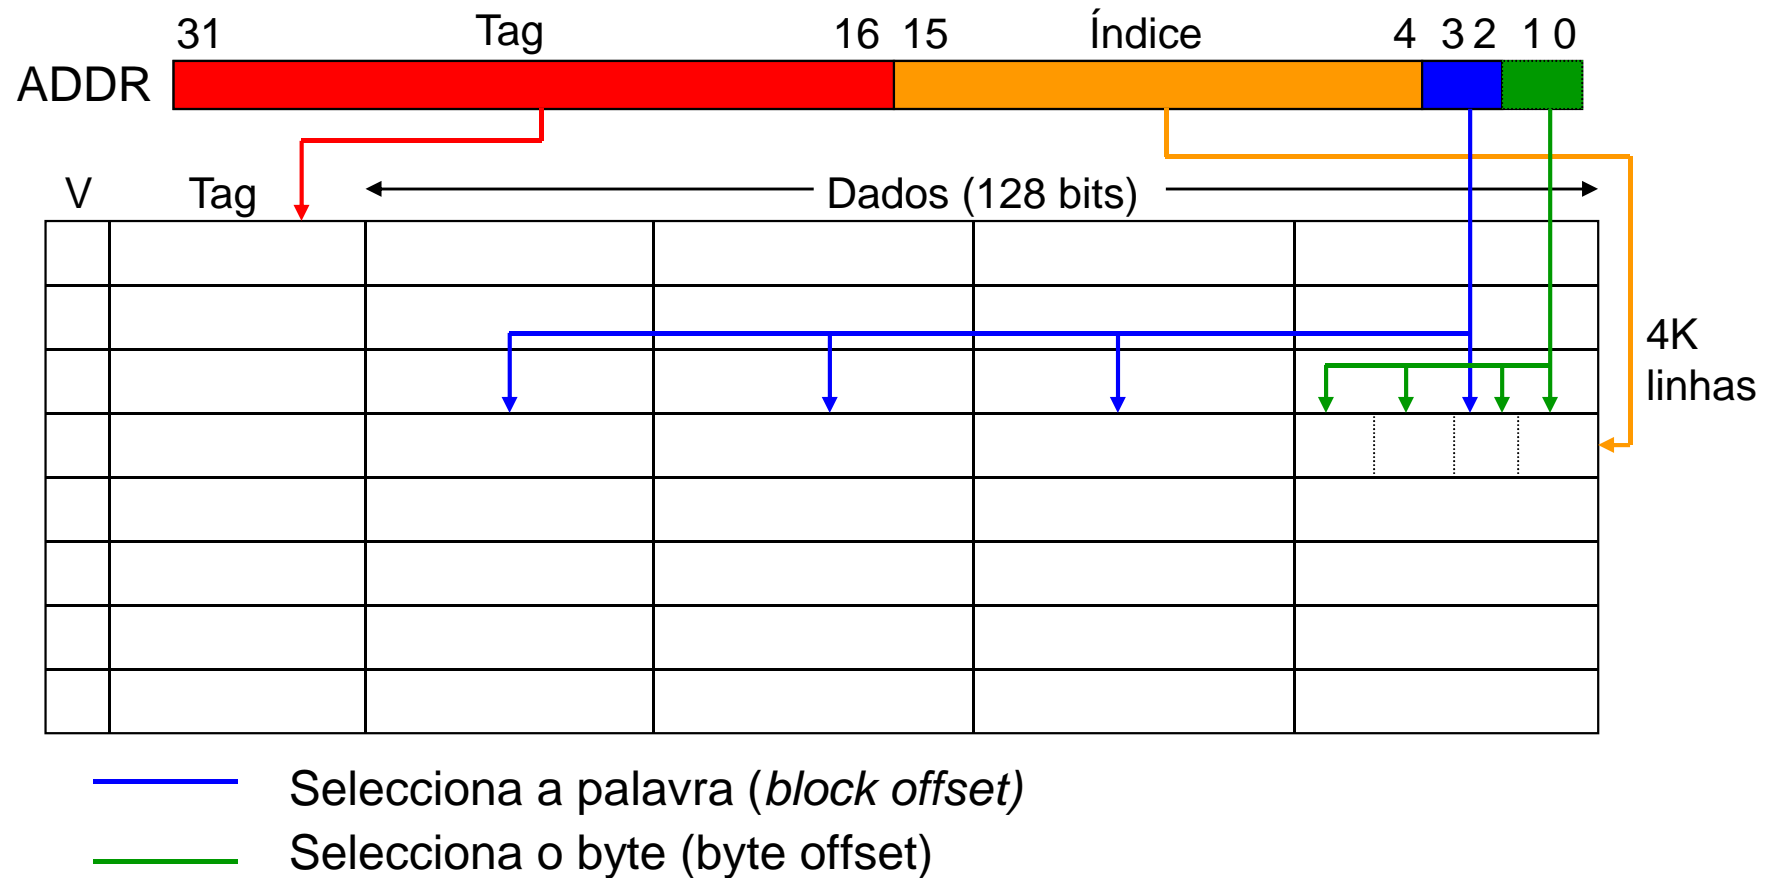 31 Tag 16 15 Índice 4 3 2 1 0
ADDR
V Tag Dados (128 bits)
4K
linhas
Selecciona a palavra (block offset)
Selecciona o byte (byte offset)